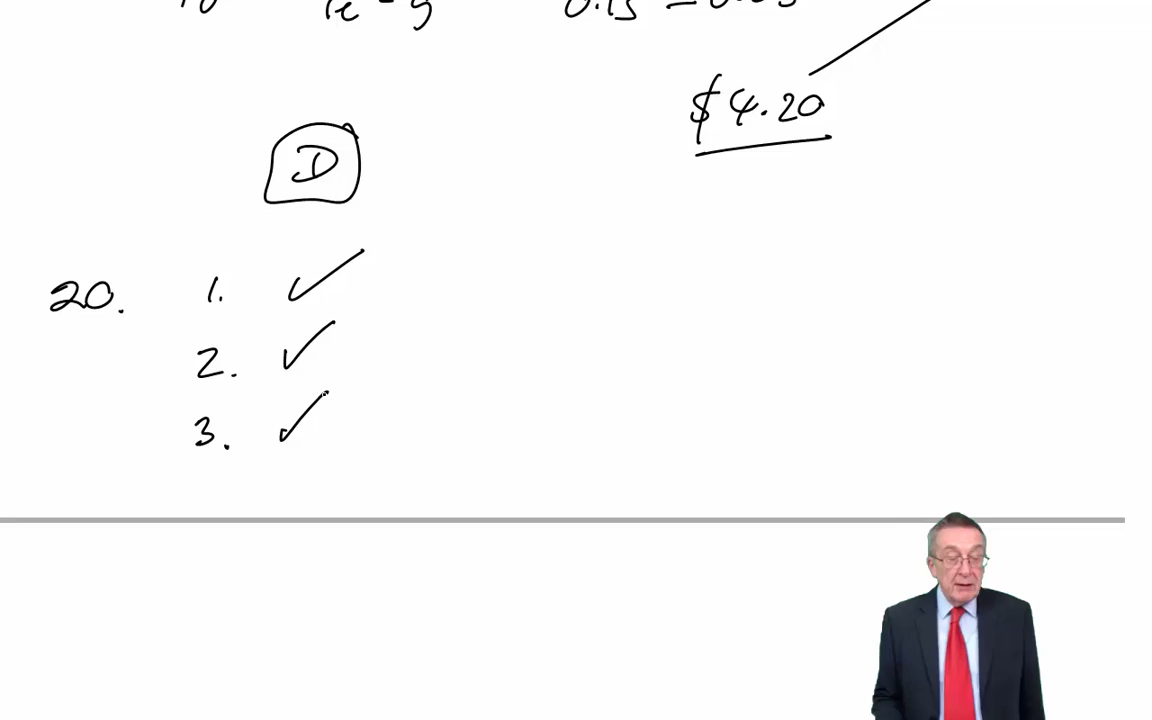 $4.20
D
20. 1. ✓
2. ✓
3. ✓